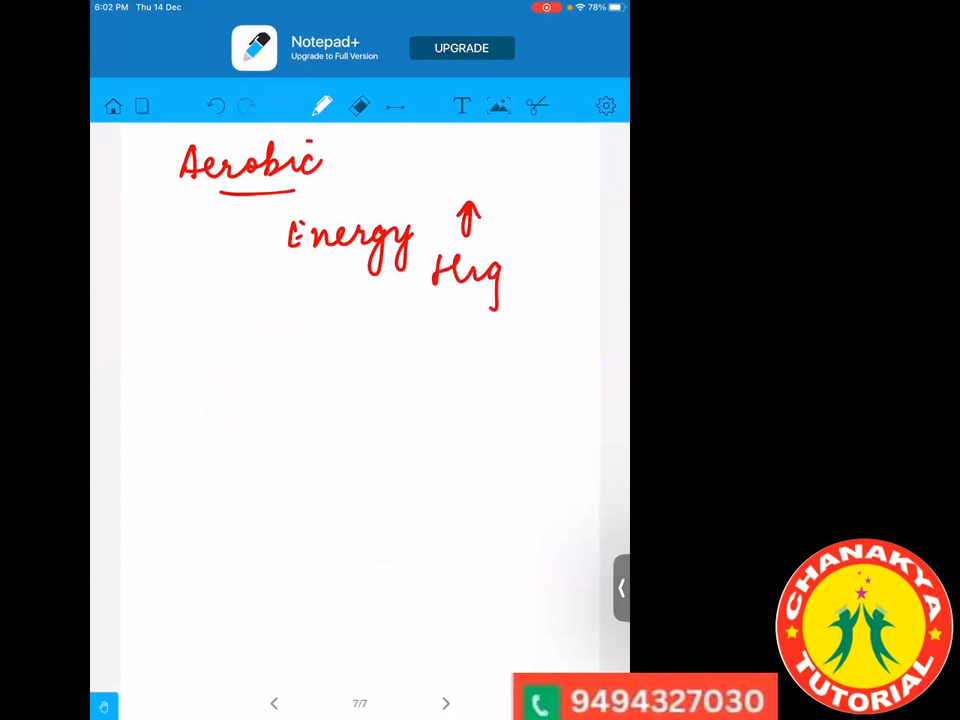 6:02 PM Thu 14 Dec
78%
Notepad+
Upgrade to Full Version
UPGRADE
T
Aerobic
Energy ↑
Hig
7/7
9494327030
CHANAKYA
TUTORIAL